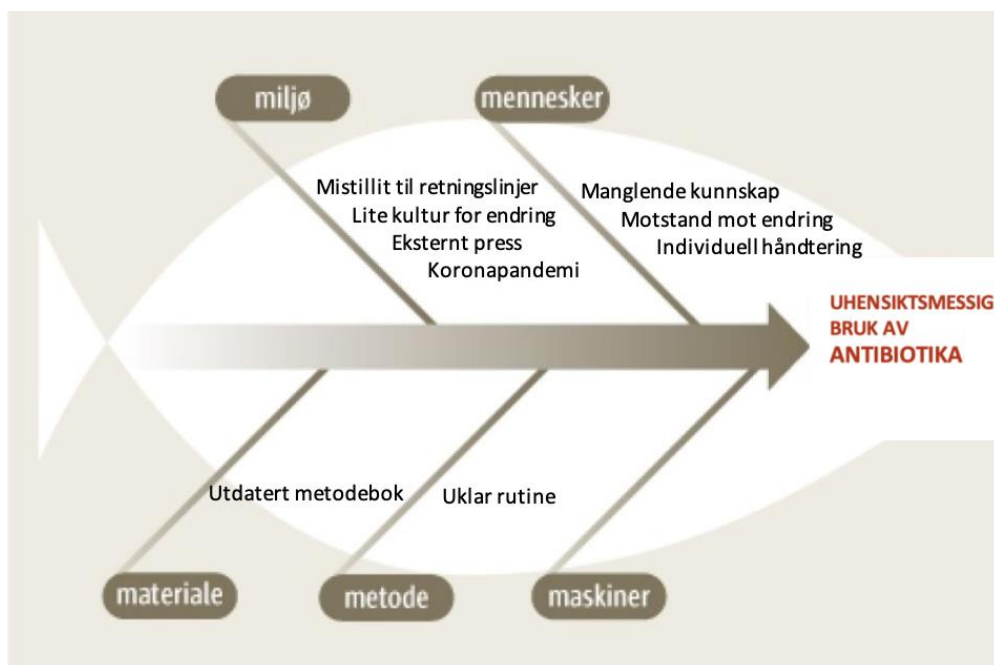 miljø
mennesker
Mistillit til retningslinjer
Lite kultur for endring
Eksternt press
Koronapandemi
Manglende kunnskap
Motstand mot endring
Individuell håndtering
UHENSIKTSMESSIG
BRUK AV
ANTIBIOTIKA
Utdatert metodebok
Uklar rutine
materiale
metode
maskiner